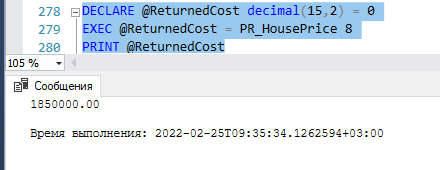 278 DECLARE @ReturnedCost decimal(15,2) = 0
279 EXEC @ReturnedCost = PR_HousePrice 8
280 PRINT @ReturnedCost
105 %
Сообщения
1850000.00
Время выполнения: 2022-02-25T09:35:34.1262594+03:00